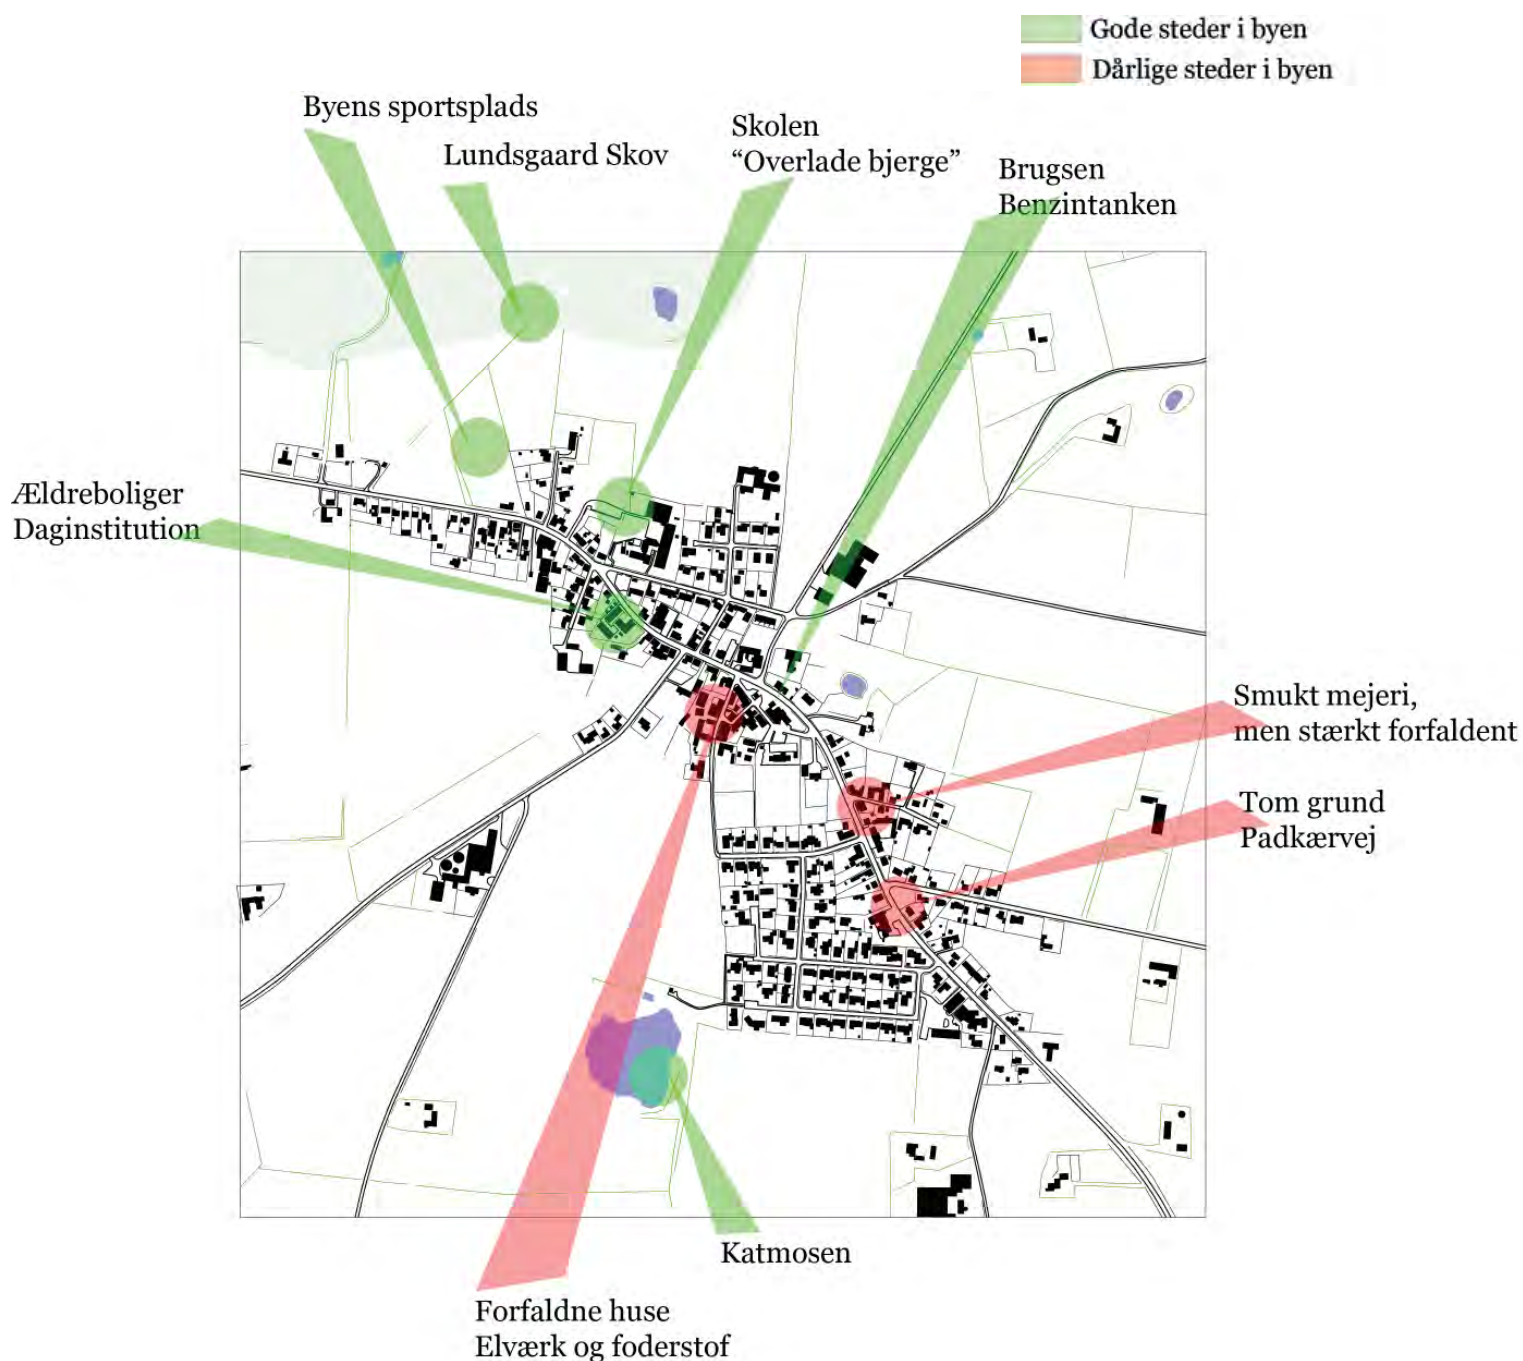 Gode steder i byen
Dårlige steder i byen
Byens sportsplads
Lundsgaard Skov
Skolen
“Overlade bjerge”
Brugsen
Benzintanken
Ældreboliger
Daginstitution
Smukt mejeri,
men stærkt forfaldent
Tom grund
Padkærvej
Katmosen
Forfaldne huse
Elværk og foderstof